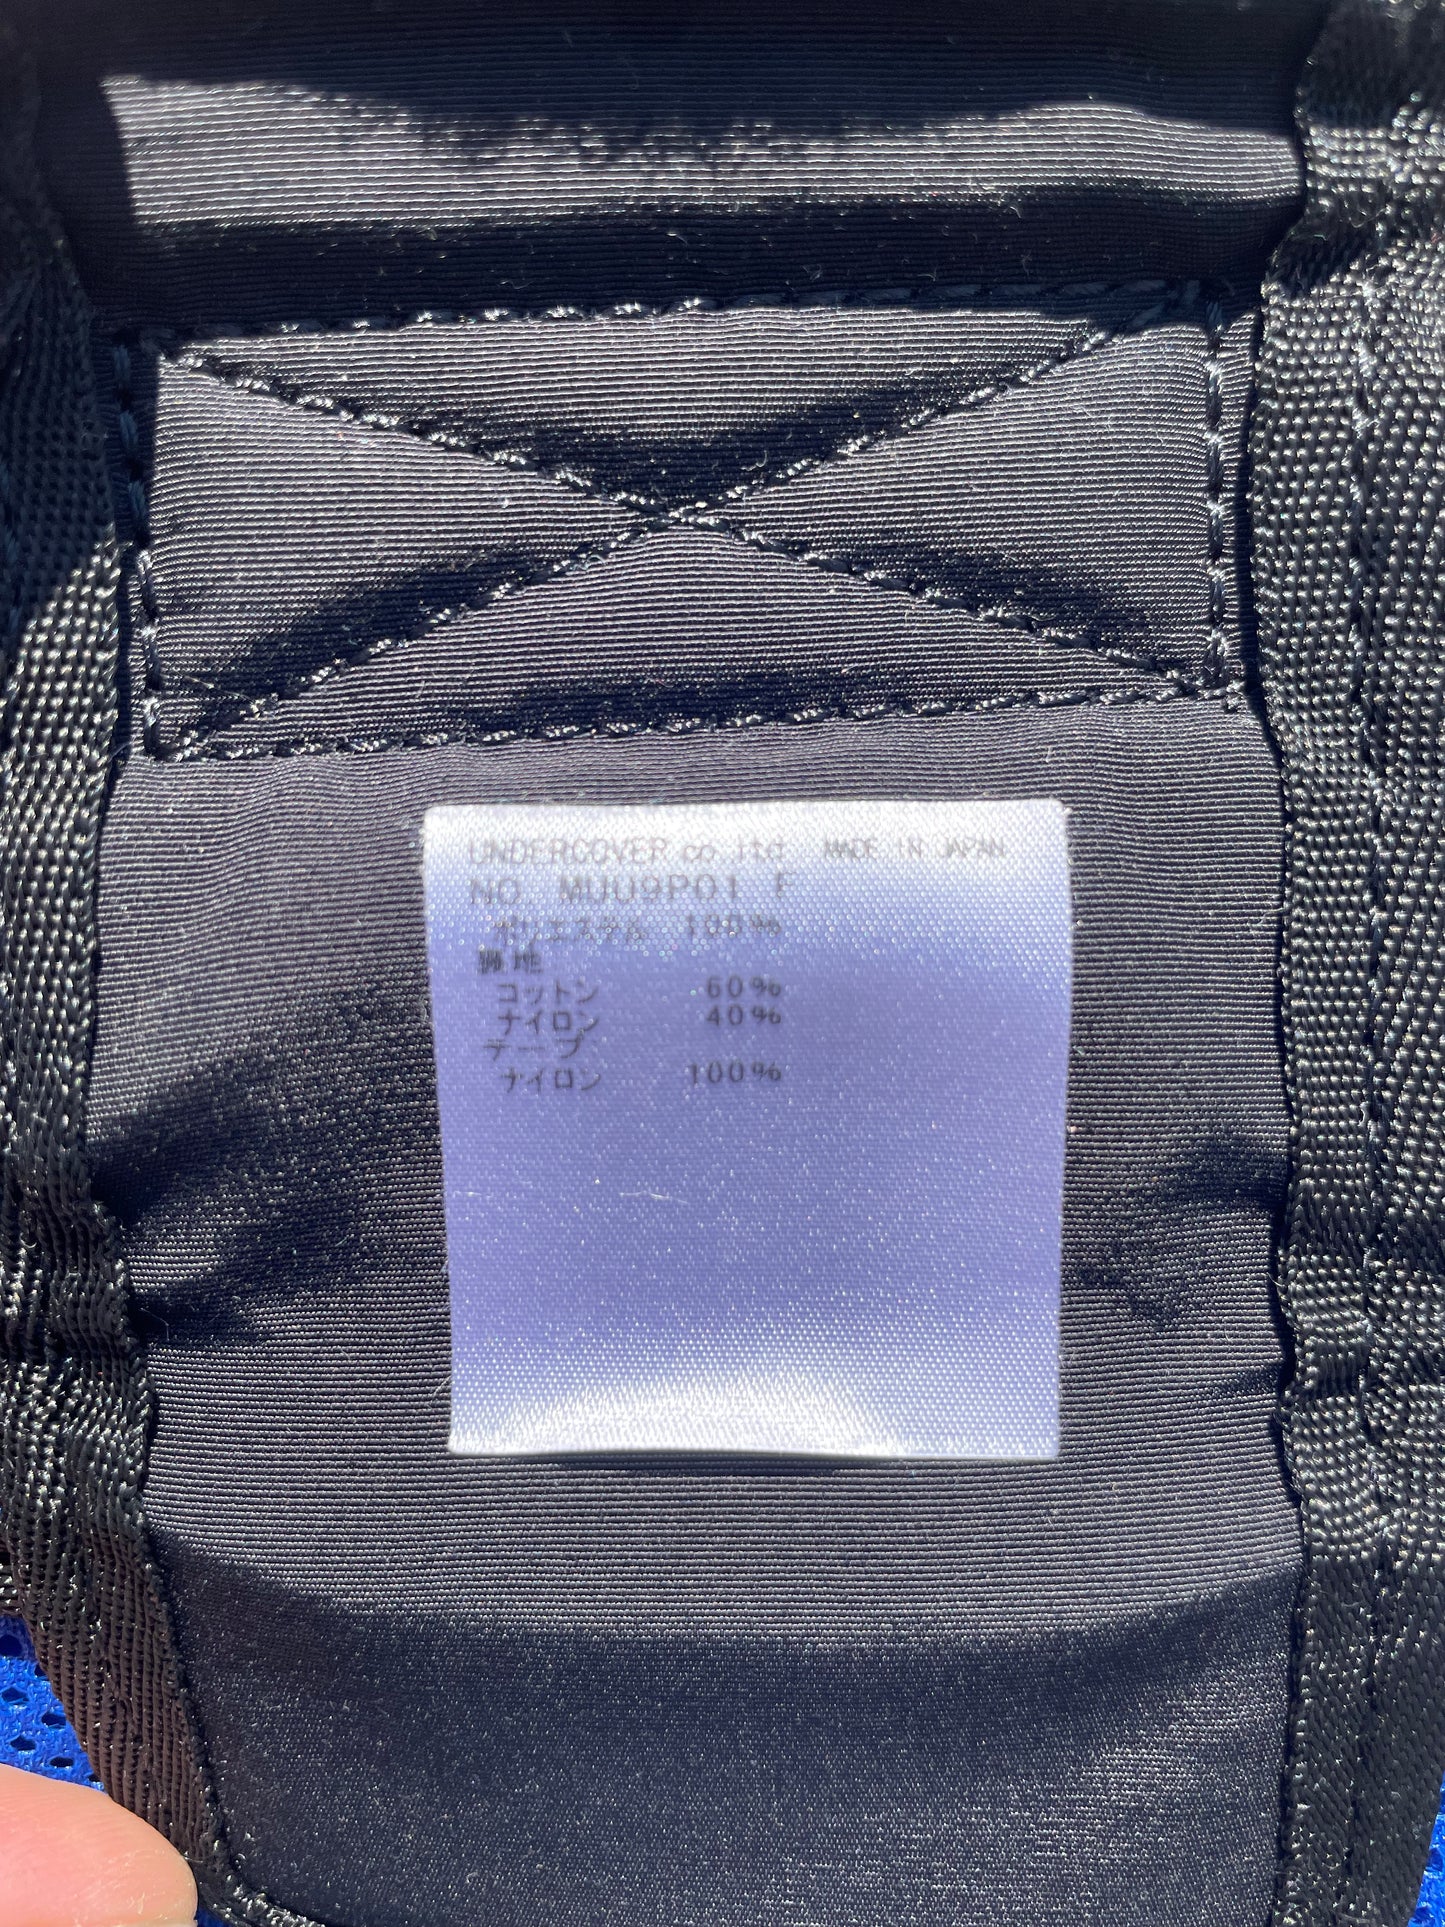 UNDERCOVER co.ltd MADE IN JAPAN
NO. MUU9P01 F
ポリエステル 100%
裏地
コットン 60%
ナイロン 40%
テープ
ナイロン 100%